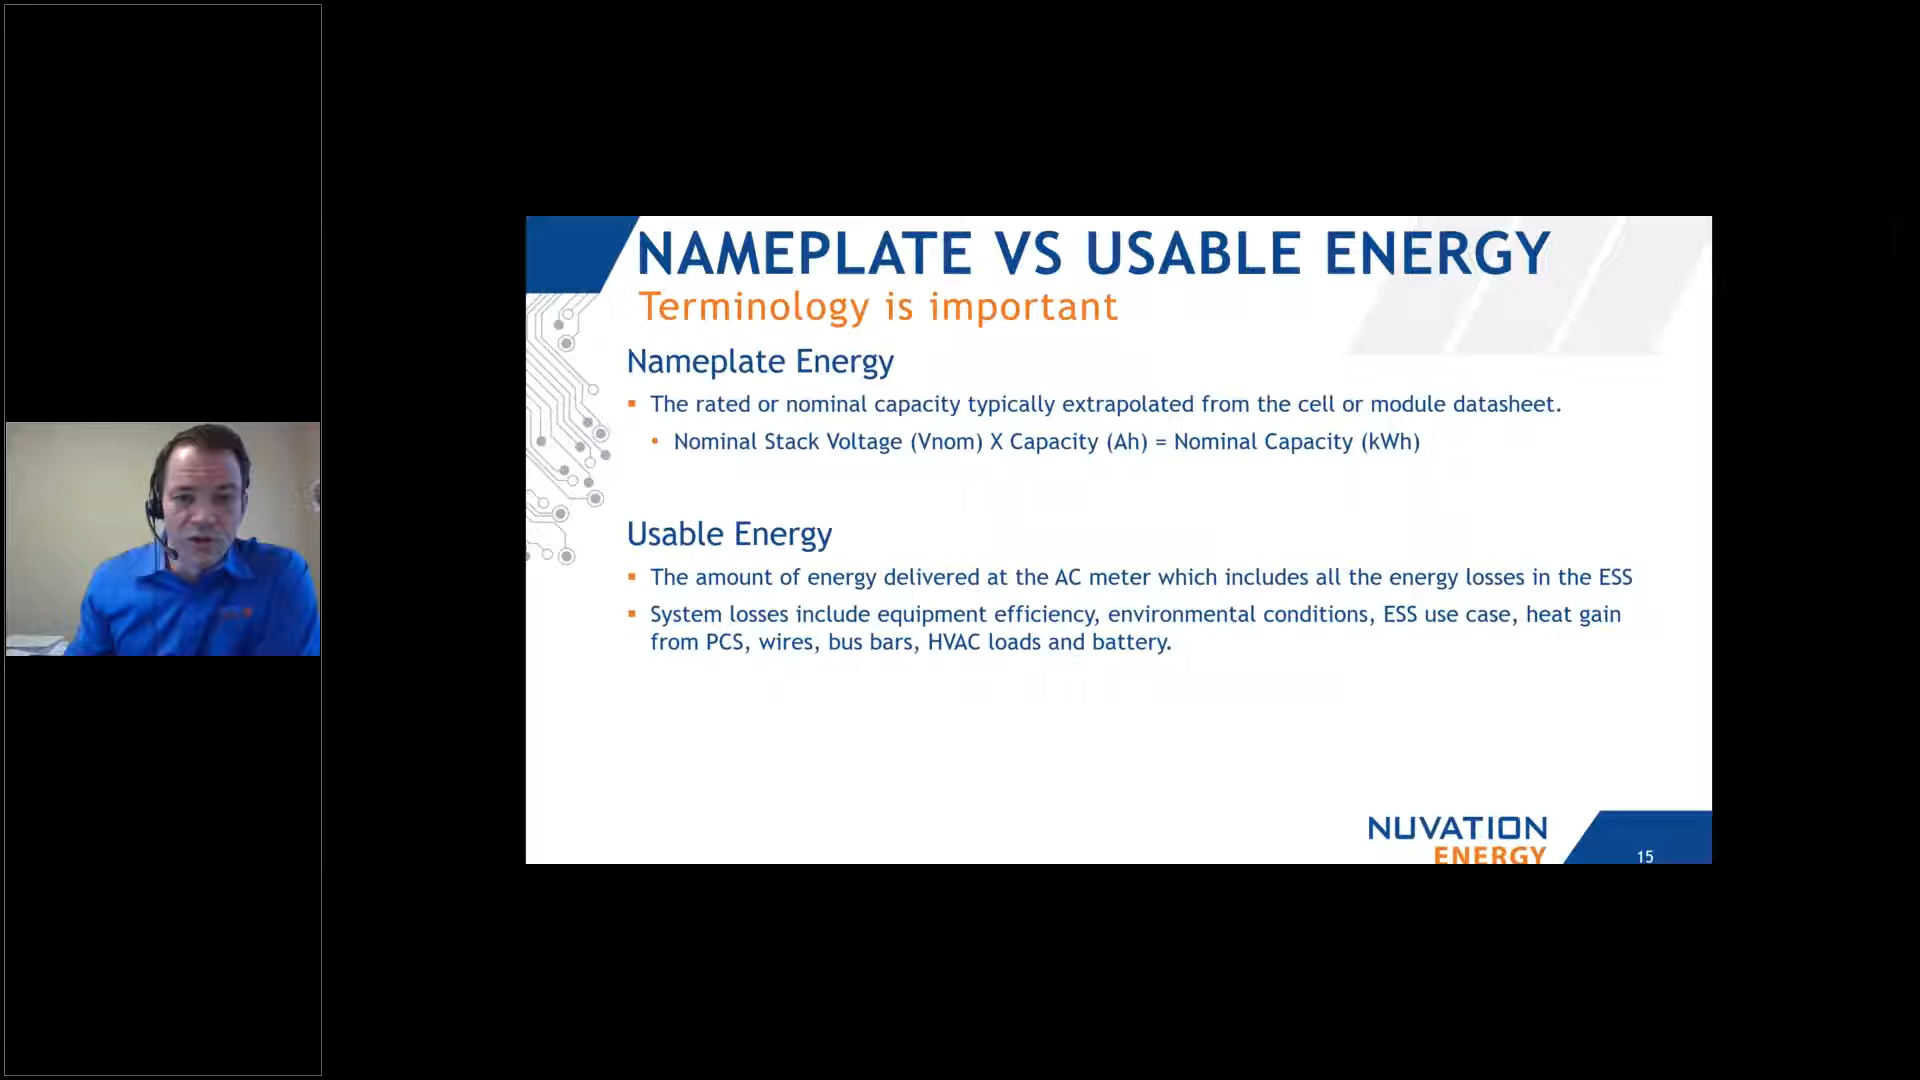 NAMEPLATE VS USABLE ENERGY
Terminology is important
Nameplate Energy
The rated or nominal capacity typically extrapolated from the cell or module datasheet.
Nominal Stack Voltage (Vnom) X Capacity (Ah) = Nominal Capacity (kWh)
Usable Energy
The amount of energy delivered at the AC meter which includes all the energy losses in the ESS
System losses include equipment efficiency, environmental conditions, ESS use case, heat gain
from PCS, wires, bus bars, HVAC loads and battery.
NUVATION
ENERGY
15